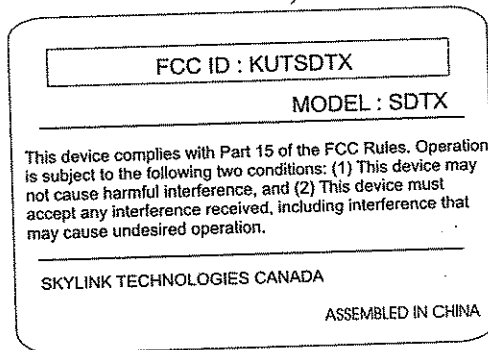 FCC ID : KUTSDTX
MODEL : SDTX
This device complies with Part 15 of the FCC Rules. Operation
is subject to the following two conditions: (1) This device may
not cause harmful interference, and (2) This device must
accept any interference received, including interference that
may cause undesired operation.
SKYLINK TECHNOLOGIES CANADA
ASSEMBLED IN CHINA